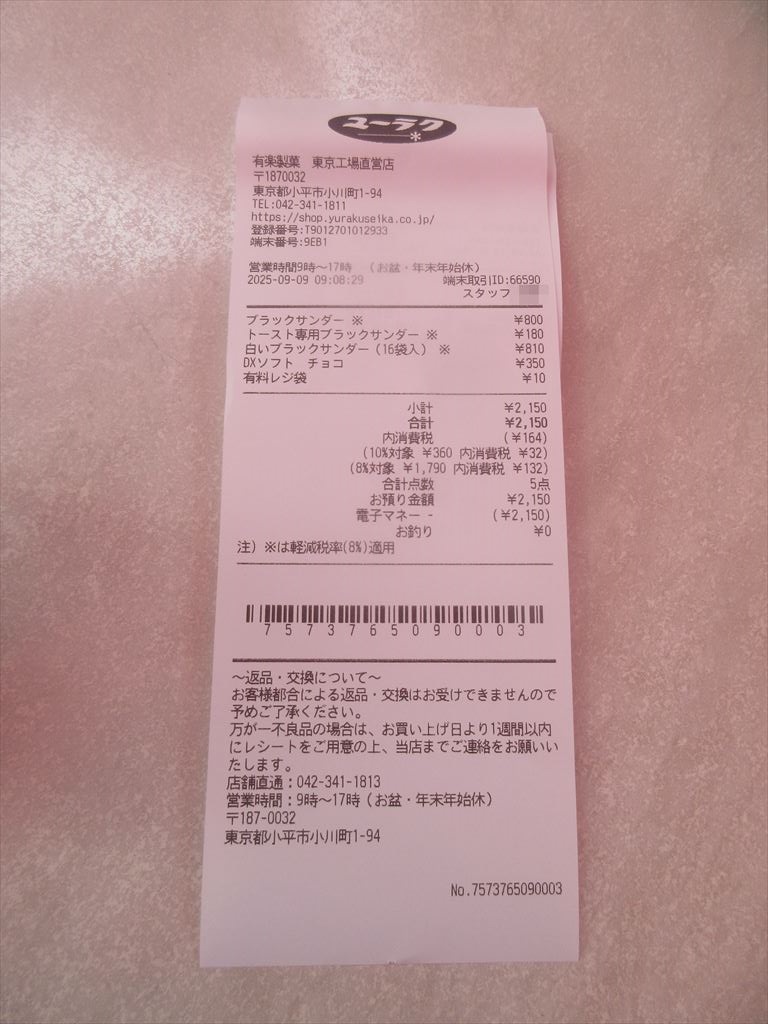 ユーラク
有楽製菓 東京工場直営店
〒1870032
東京都小平市小川町1-94
TEL:042-341-1811
https://shop.yurakuseika.co.jp/
登録番号:T9012701012933
端末番号:9EB1
営業時間9時～17時 (お盆・年末年始休)
2025-09-09 09:08:29 端末取引ID:66590
スタッフ
ブラックサンダー ※ ¥800
トースト専用ブラックサンダー ※ ¥180
白いブラックサンダー(16袋入) ※ ¥810
DXソフト チョコ ¥350
有料レジ袋 ¥10
小計 ¥2,150
合計 ¥2,150
内消費税 (¥164)
(10%対象 ¥360 内消費税 ¥32)
(8%対象 ¥1,790 内消費税 ¥132)
合計点数 5点
お預り金額 ¥2,150
電子マネー - (¥2,150)
お釣り ¥0
注) ※は軽減税率(8%)適用
7573765090003
～返品・交換について～
お客様都合による返品・交換はお受けできませんので
予めご了承ください。
万が一不良品の場合は、お買い上げ日より1週間以内
にレシートをご用意の上、当店までご連絡をお願いい
たします。
店舗直通：042-341-1813
営業時間：9時～17時(お盆・年末年始休)
〒187-0032
東京都小平市小川町1-94
No.7573765090003